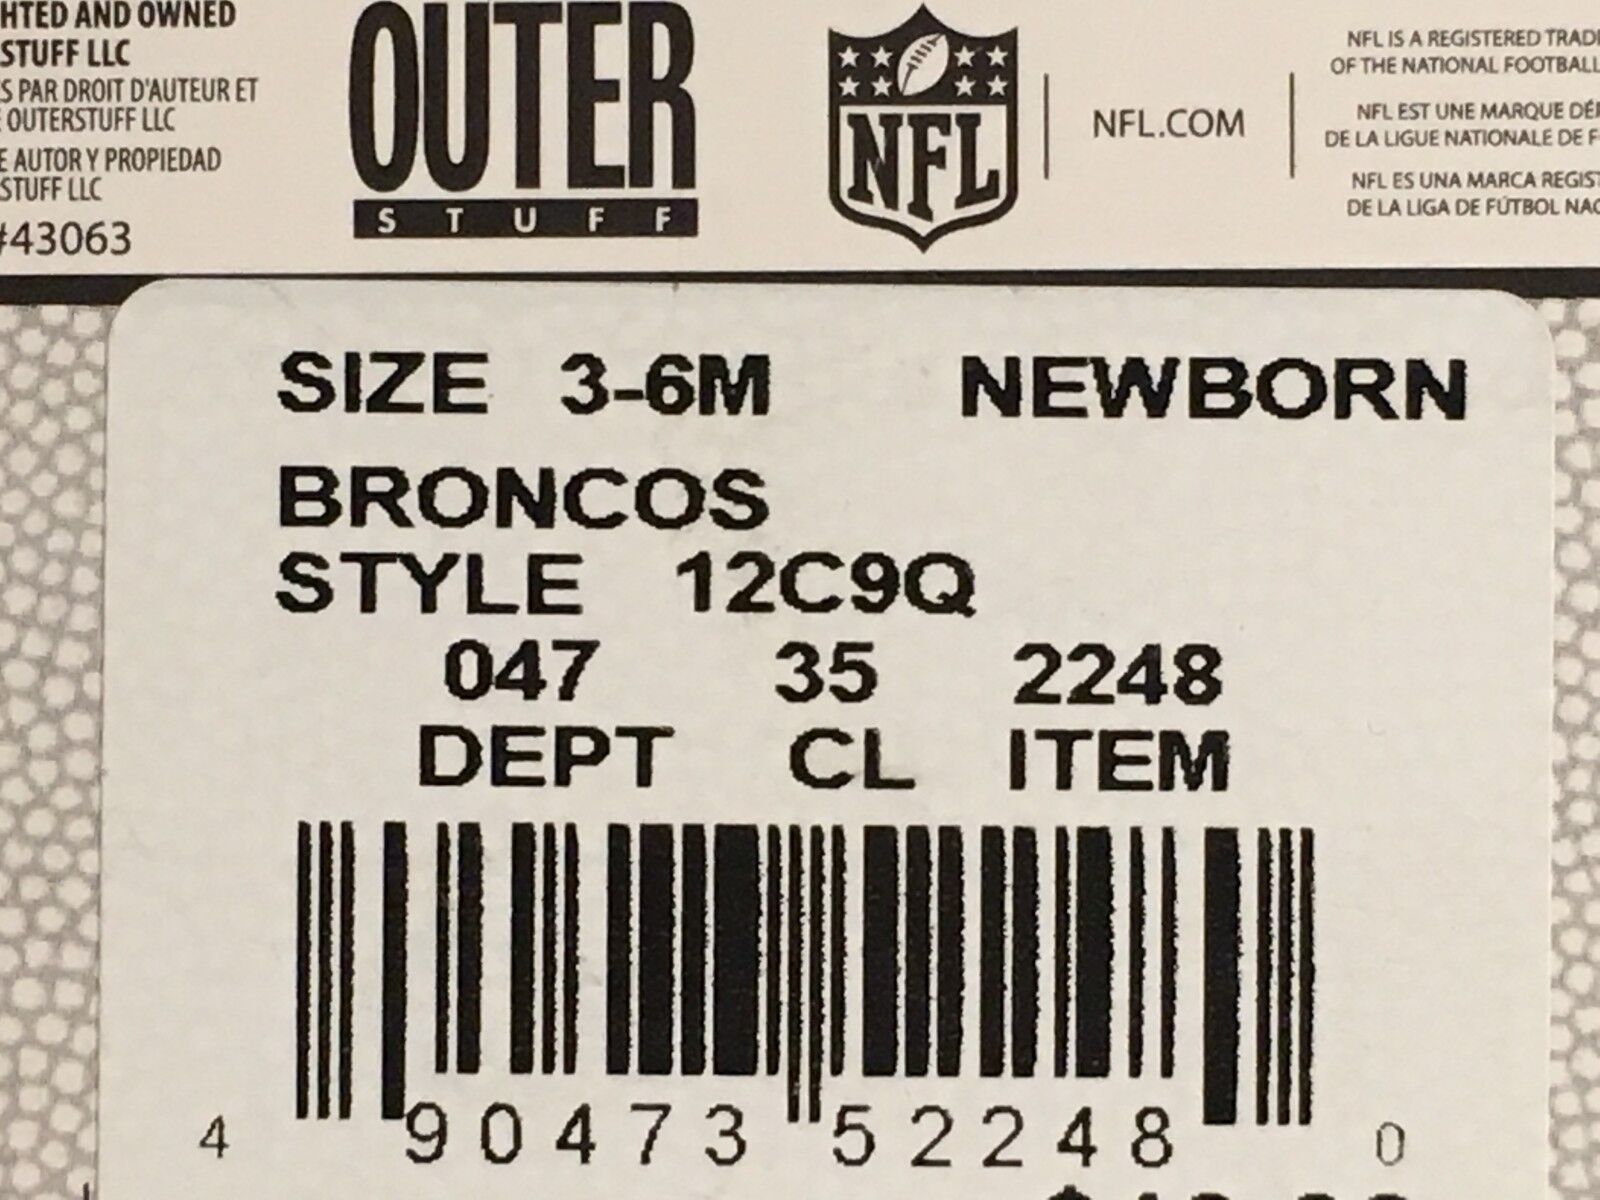 HTED AND OWNED
STUFF LLC
S PAR DROIT D'AUTEUR ET
E OUTERSTUFF LLC
E AUTOR Y PROPIEDAD
STUFF LLC
#43063
OUTER
STUFF
NFL
NFL.COM
NFL IS A REGISTERED TRAD
OF THE NATIONAL FOOTBALL
NFL EST UNE MARQUE DÉ
DE LA LIGUE NATIONALE DE F
NFL ES UNA MARCA REGIST
DE LA LIGA DE FÚTBOL NAC
SIZE 3-6M NEWBORN
BRONCOS
STYLE 12C9Q
047 35 2248
DEPT CL ITEM
4 90473 52248 0